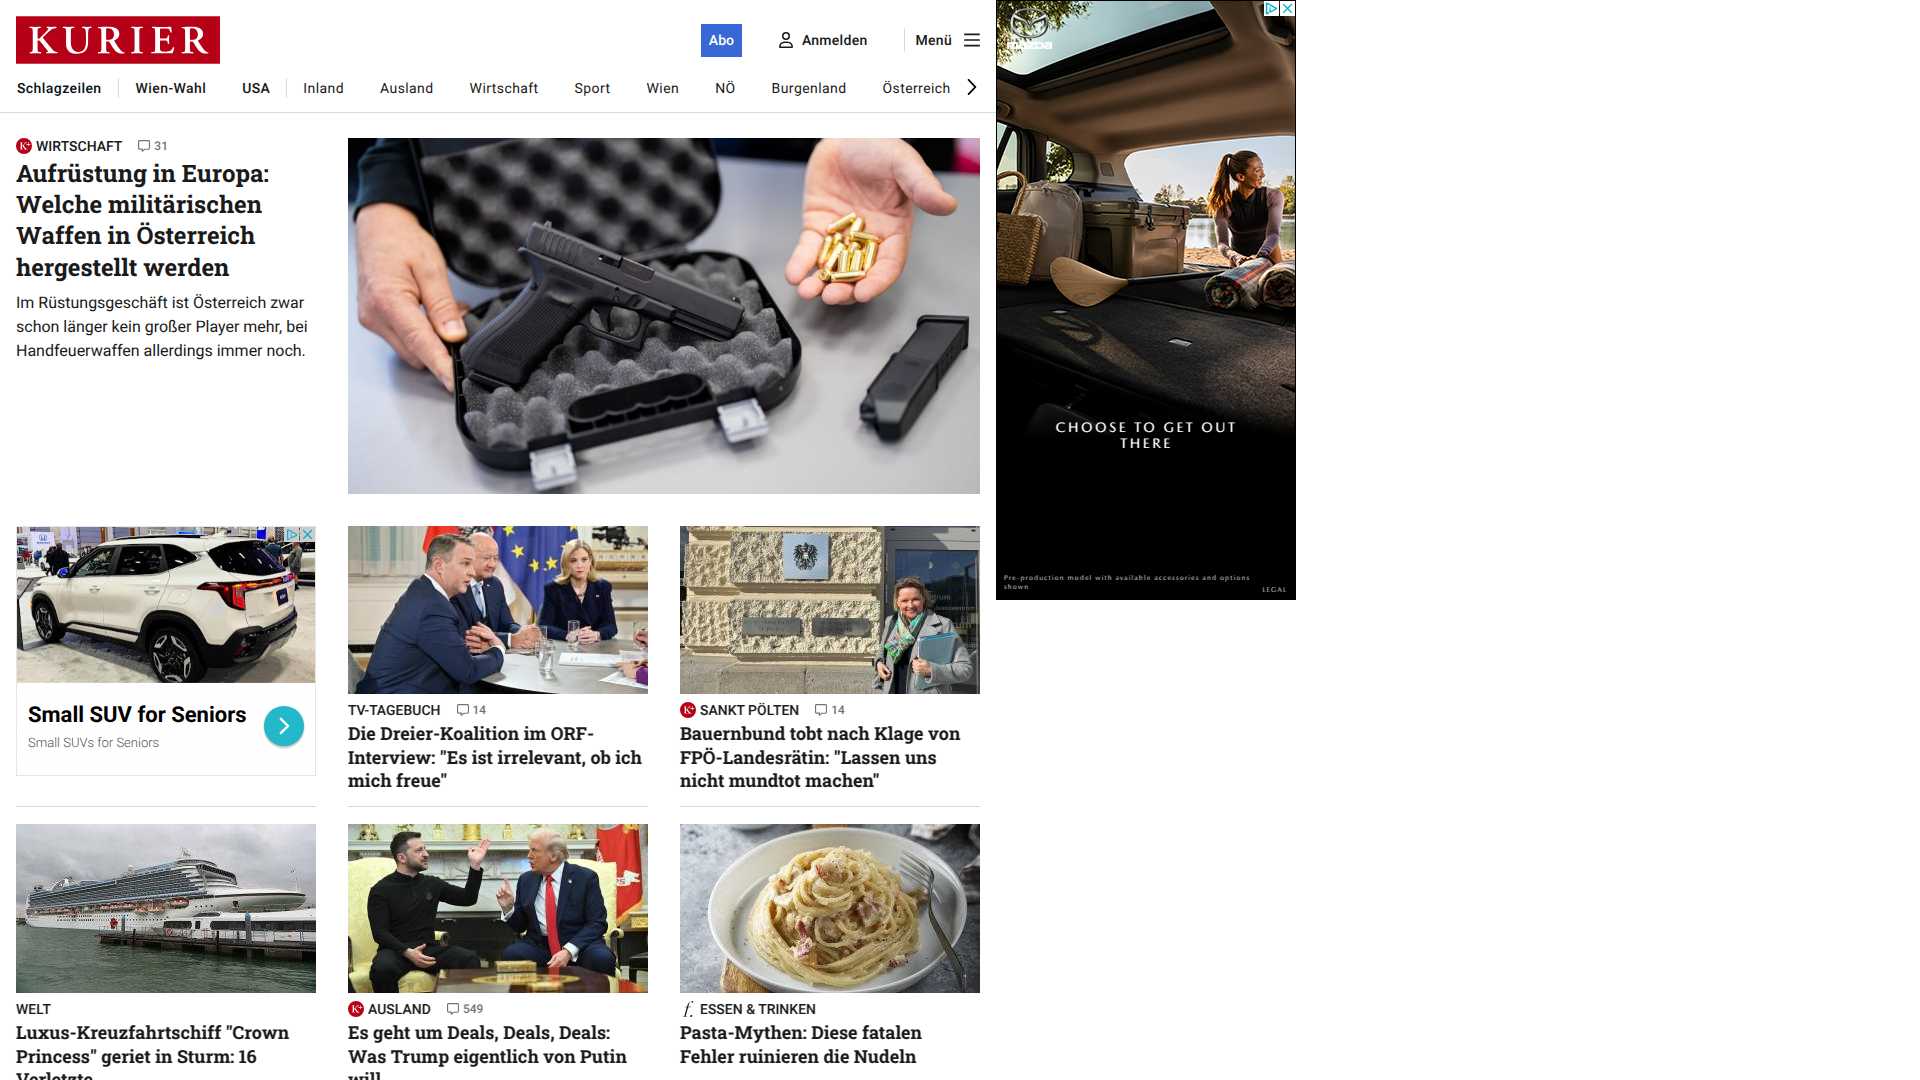 KURIER
Abo
Anmelden
Menü
Schlagzeilen
Wien-Wahl
USA
Inland
Ausland
Wirtschaft
Sport
Wien
NÖ
Burgenland
Österreich
K+ WIRTSCHAFT 31
Aufrüstung in Europa:
Welche militärischen
Waffen in Österreich
hergestellt werden
Im Rüstungsgeschäft ist Österreich zwar
schon länger kein großer Player mehr, bei
Handfeuerwaffen allerdings immer noch.
mazda
CHOOSE TO GET OUT
THERE
Pre-production model with available accessories and options
shown.
LEGAL
Small SUV for Seniors
Small SUVs for Seniors
TV-TAGEBUCH 14
Die Dreier-Koalition im ORF-
Interview: "Es ist irrelevant, ob ich
mich freue"
K+ SANKT PÖLTEN 14
Bauernbund tobt nach Klage von
FPÖ-Landesrätin: "Lassen uns
nicht mundtot machen"
WELT
Luxus-Kreuzfahrtschiff "Crown
Princess" geriet in Sturm: 16
Verletzte
K+ AUSLAND 549
Es geht um Deals, Deals, Deals:
Was Trump eigentlich von Putin
will
f. ESSEN & TRINKEN
Pasta-Mythen: Diese fatalen
Fehler ruinieren die Nudeln